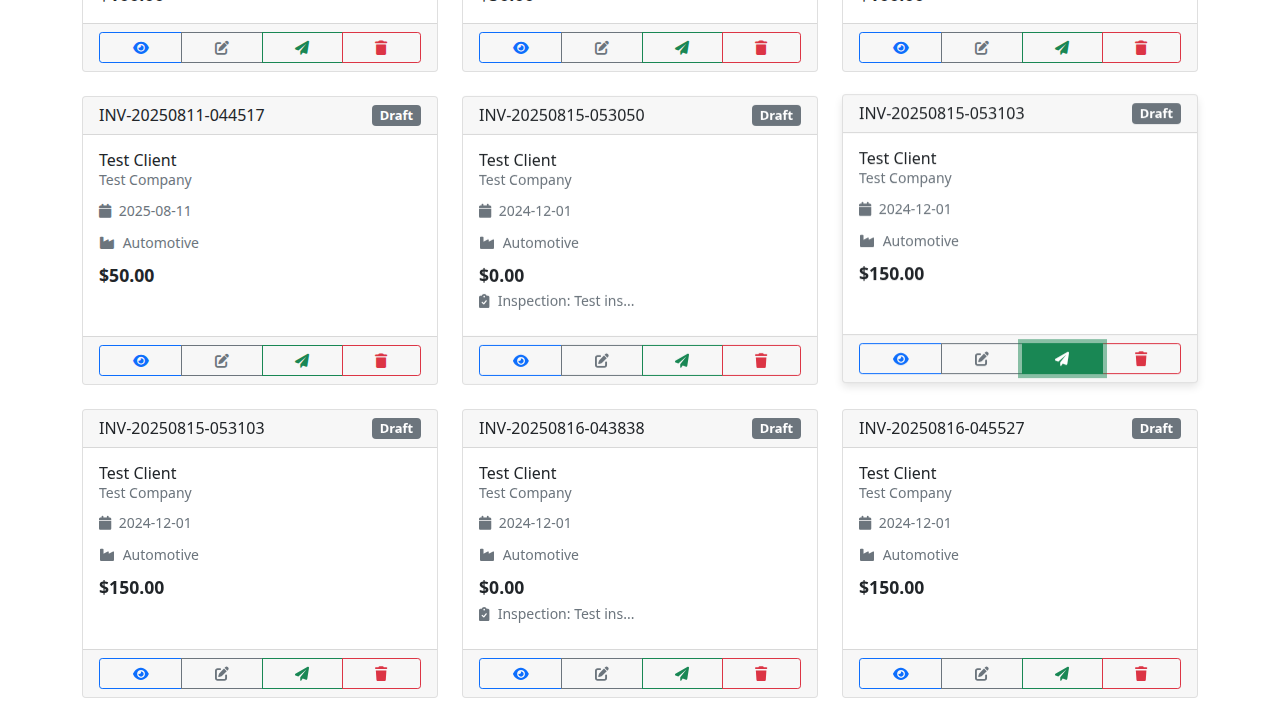 INV-20250811-044517 Draft
Test Client
Test Company
2025-08-11
Automotive
$50.00
INV-20250815-053050 Draft
Test Client
Test Company
2024-12-01
Automotive
$0.00
Inspection: Test ins...
INV-20250815-053103 Draft
Test Client
Test Company
2024-12-01
Automotive
$150.00
INV-20250815-053103 Draft
Test Client
Test Company
2024-12-01
Automotive
$150.00
INV-20250816-043838 Draft
Test Client
Test Company
2024-12-01
Automotive
$0.00
Inspection: Test ins...
INV-20250816-045527 Draft
Test Client
Test Company
2024-12-01
Automotive
$150.00